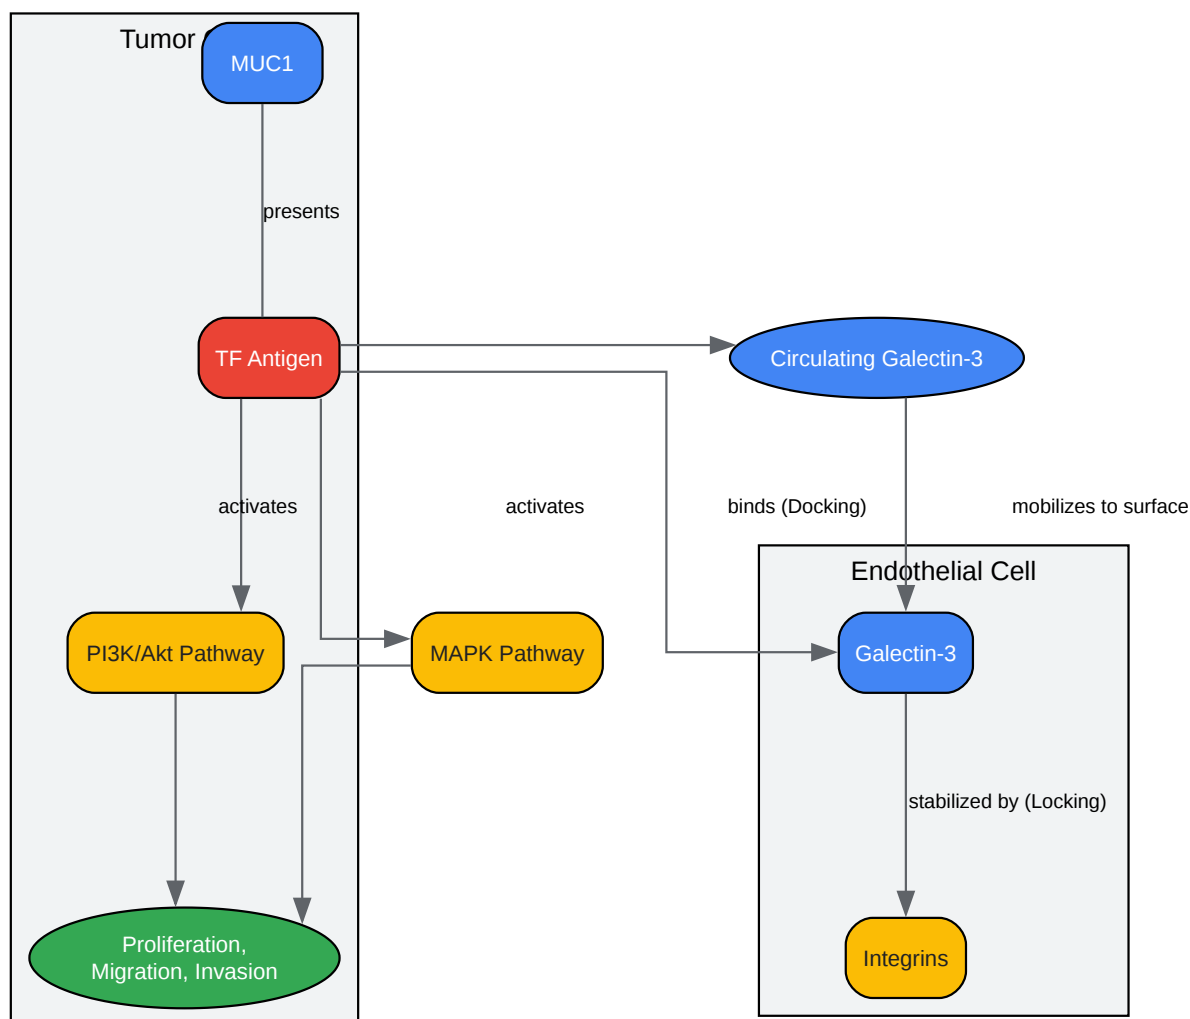 Tumor
MUC1
presents
TF Antigen
Circulating Galectin-3
activates
activates
binds (Docking)
mobilizes to surface
Endothelial Cell
PI3K/Akt Pathway
MAPK Pathway
Galectin-3
stabilized by (Locking)
Proliferation,
Migration, Invasion
Integrins